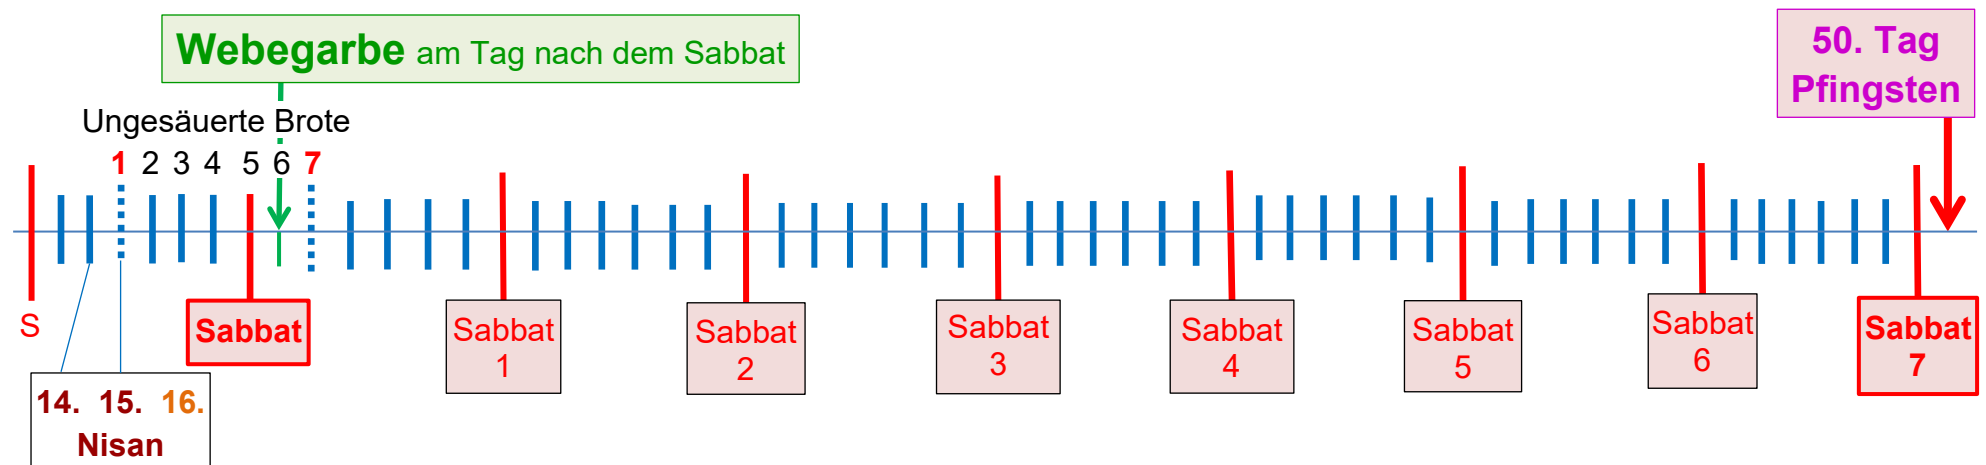 Webegarbe am Tag nach dem Sabbat
50. Tag
Pfingsten
Ungesäuerte Brote
1 2 3 4 5 6 7
S
Sabbat
Sabbat
1
Sabbat
2
Sabbat
3
Sabbat
4
Sabbat
5
Sabbat
6
Sabbat
7
14. 15. 16.
Nisan